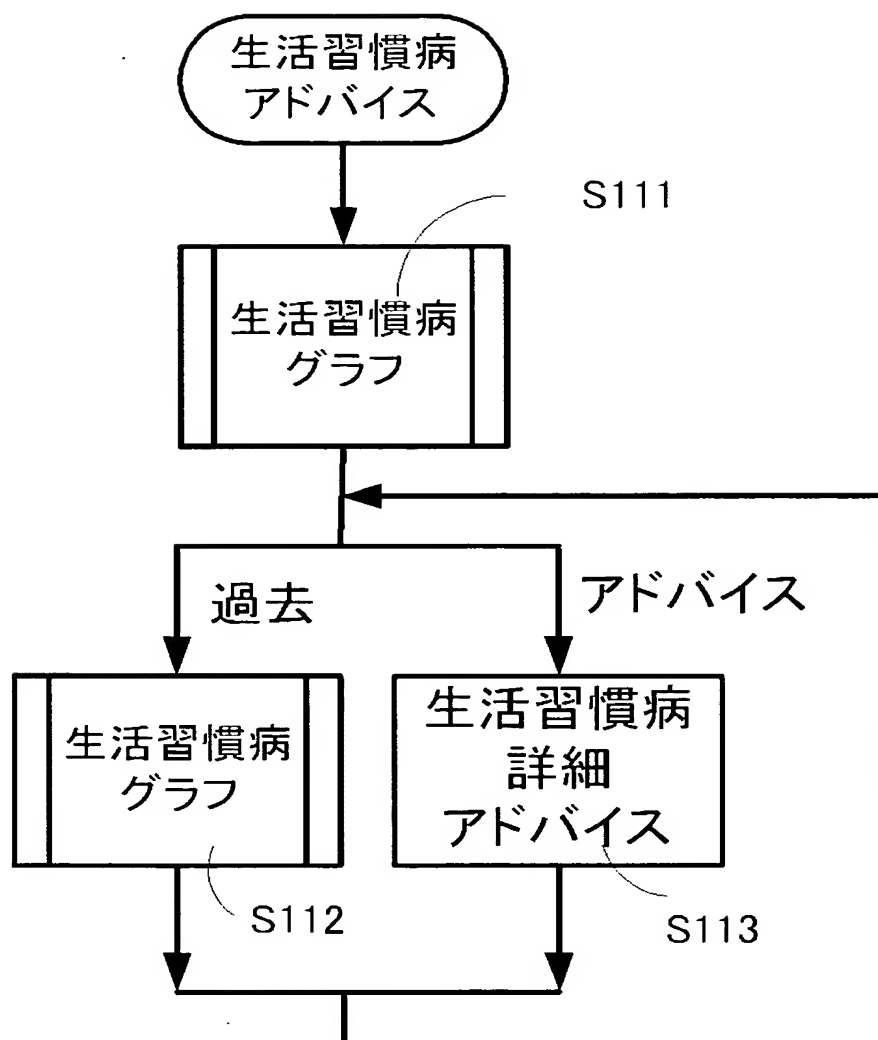 生活習慣病
アドバイス
S111
生活習慣病
グラフ
過去
アドバイス
生活習慣病
グラフ
生活習慣病
詳細
アドバイス
S112
S113